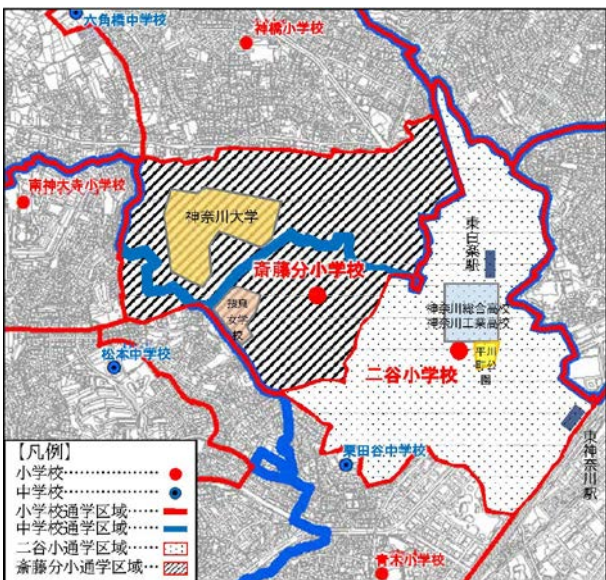 六角橋中学校
神橋小学校
南神大寺小学校
神奈川大学
斎藤分小学校
東白楽駅
捜真
女学
校
神奈川総合高校
神奈川工業高校
松本中学校
二谷小学校
平川
町公
園
栗田谷中学校
東神奈川駅
青木小学校
【凡例】
小学校………………
中学校………………
小学校通学区域……
中学校通学区域……
二谷小通学区域……
斎藤分小通学区域…